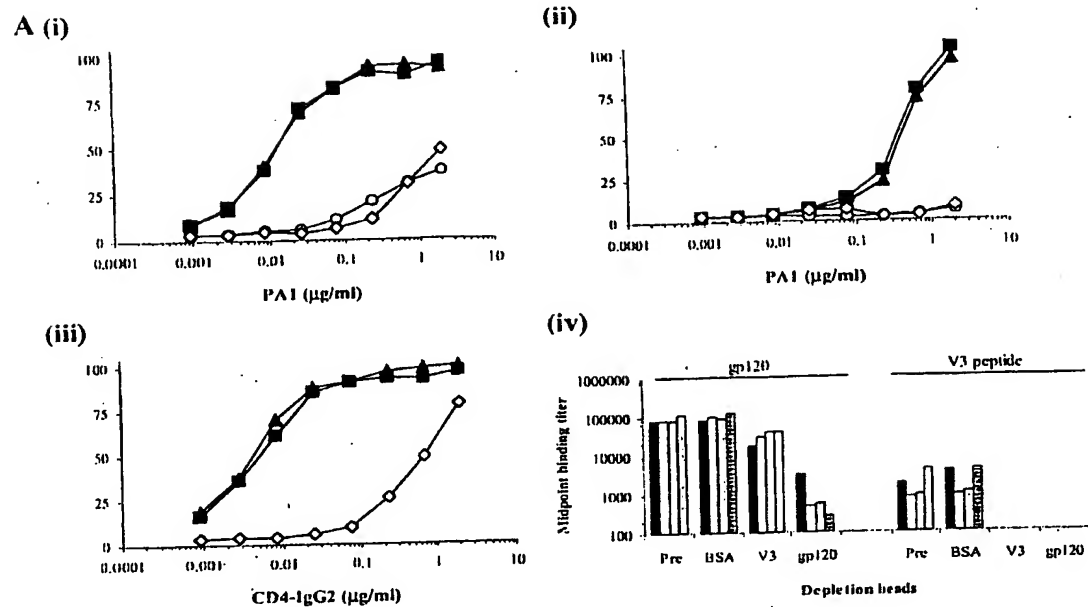 A (i)
100
75
50
25
0
0.0001 0.001 0.01 0.1 1 10
PA1 (µg/ml)
(ii)
100
75
50
25
0
0.0001 0.001 0.01 0.1 1 10
PA1 (µg/ml)
(iii)
100
75
50
25
0
0.0001 0.001 0.01 0.1 1 10
CD4-IgG2 (µg/ml)
(iv)
gp120 V3 peptide
Midpoint binding titer
1000000
100000
10000
1000
100
Pre BSA V3 gp120 Pre BSA V3 gp120
Depletion beads